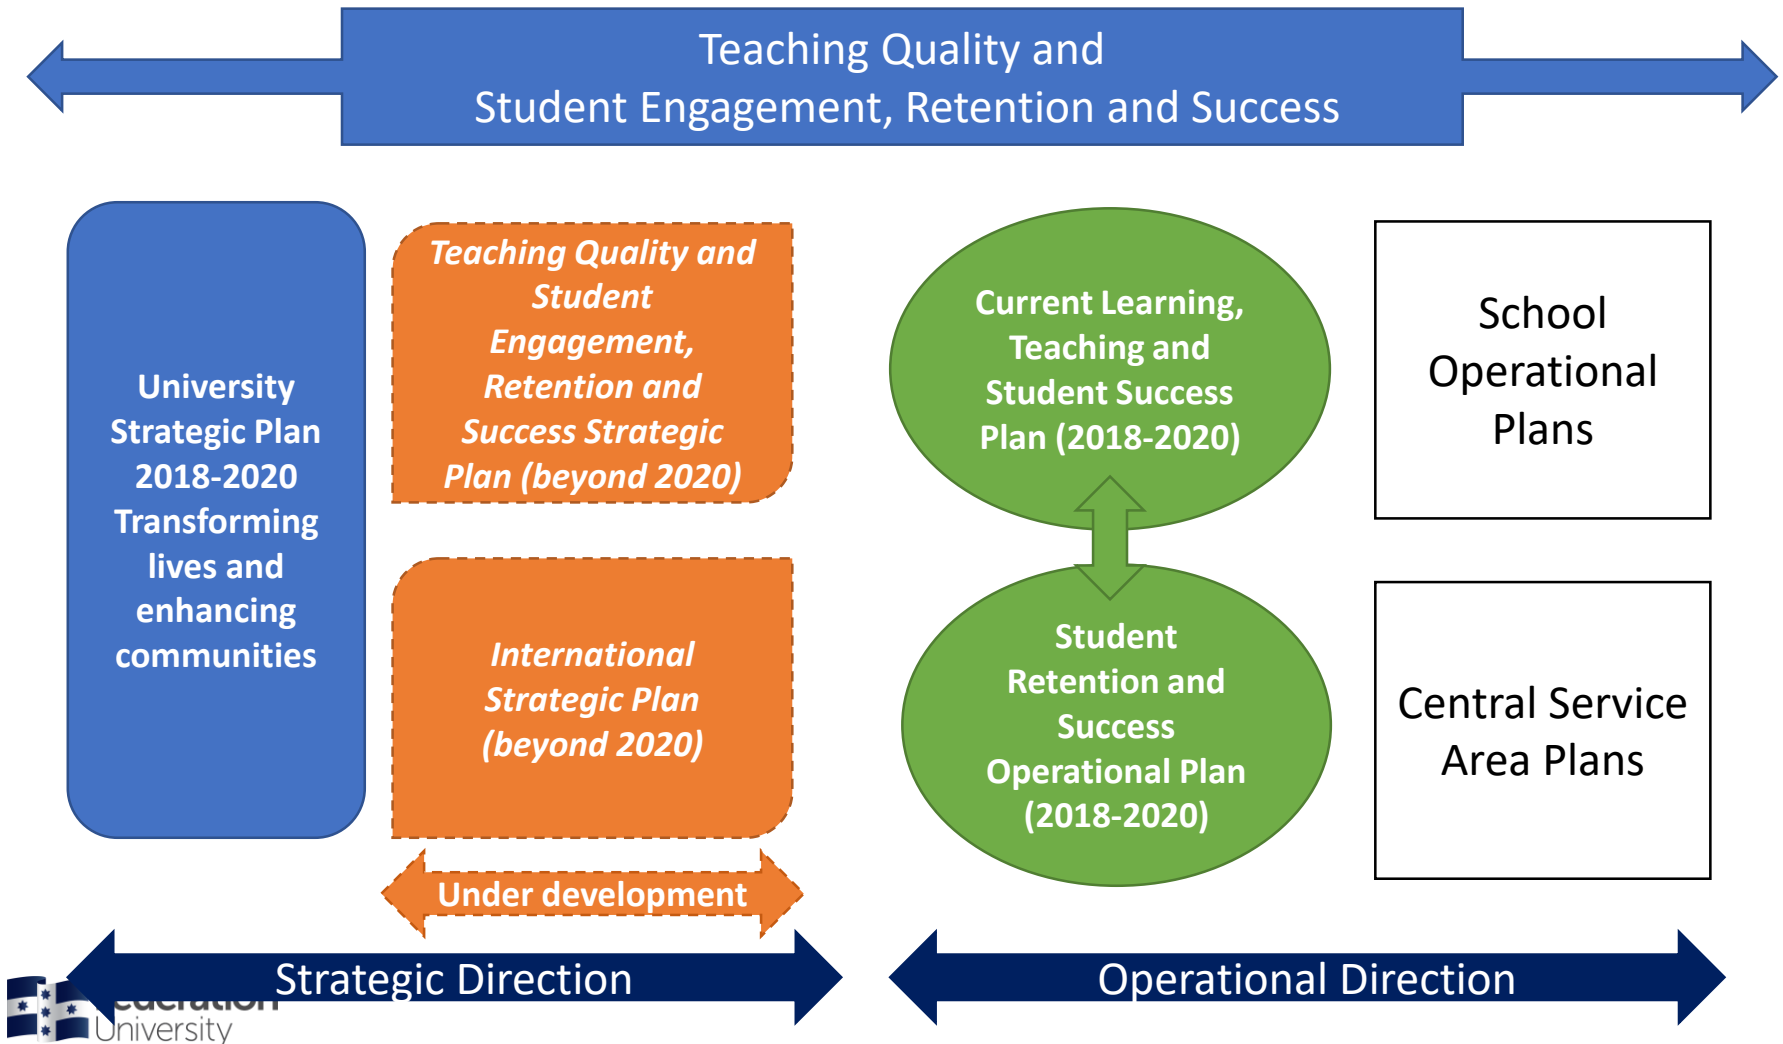 Teaching Quality and
Student Engagement, Retention and Success
University
Strategic Plan
2018-2020
Transforming
lives and
enhancing
communities
Teaching Quality and
Student
Engagement,
Retention and
Success Strategic
Plan (beyond 2020)
International
Strategic Plan
(beyond 2020)
Under development
Current Learning,
Teaching and
Student Success
Plan (2018-2020)
Student
Retention and
Success
Operational Plan
(2018-2020)
School
Operational
Plans
Central Service
Area Plans
Strategic Direction
Operational Direction
Federation
University